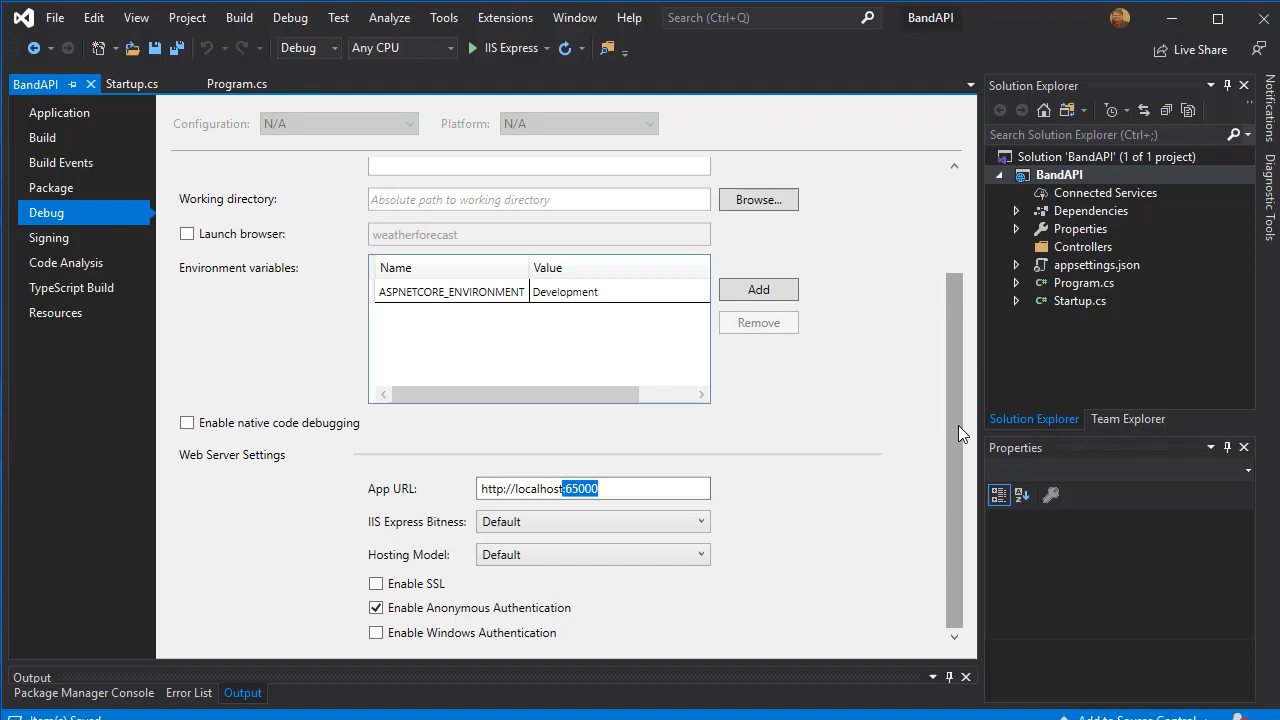 File Edit View Project Build Debug Test Analyze Tools Extensions Window Help Search (Ctrl+Q) BandAPI
Debug Any CPU IIS Express Live Share
BandAPI Startup.cs Program.cs
Application
Build
Build Events
Package
Debug
Signing
Code Analysis
TypeScript Build
Resources
Configuration: N/A Platform: N/A
Working directory: Absolute path to working directory Browse...
Launch browser: weatherforecast
Environment variables: Name Value
ASPNETCORE_ENVIRONMENT Development
Add
Remove
Enable native code debugging
Web Server Settings
App URL: http://localhost:65000
IIS Express Bitness: Default
Hosting Model: Default
Enable SSL
Enable Anonymous Authentication
Enable Windows Authentication
Solution Explorer
Search Solution Explorer (Ctrl+;)
Solution 'BandAPI' (1 of 1 project)
BandAPI
Connected Services
Dependencies
Properties
Controllers
appsettings.json
Program.cs
Startup.cs
Solution Explorer Team Explorer
Properties
Notifications
Diagnostic Tools
Output
Package Manager Console Error List Output
Item(s) Saved Add to Source Control